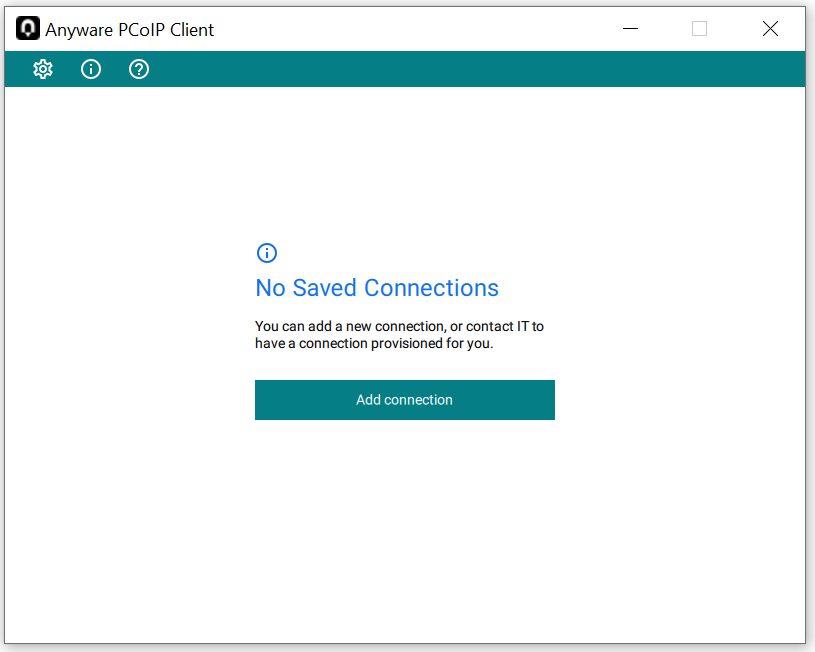 Anyware PCoIP Client
No Saved Connections
You can add a new connection, or contact IT to
have a connection provisioned for you.
Add connection